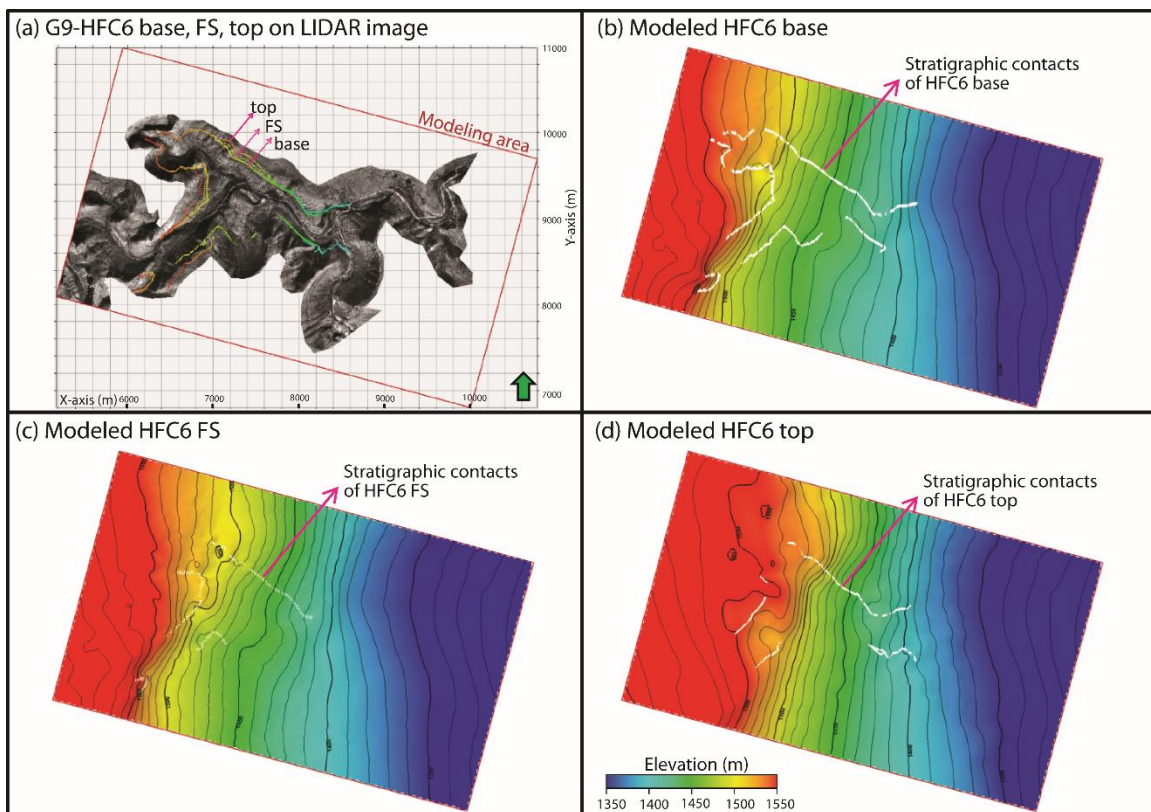 (a) G9-HFC6 base, FS, top on LIDAR image
11000
top
FS
base
Modeling area
10000
9000
Y-axis (m)
8000
7000
X-axis (m)
6000
7000
8000
9000
10000
(b) Modeled HFC6 base
Stratigraphic contacts
of HFC6 base
(c) Modeled HFC6 FS
Stratigraphic contacts
of HFC6 FS
(d) Modeled HFC6 top
Stratigraphic contacts
of HFC6 top
Elevation (m)
1350 1400 1450 1500 1550